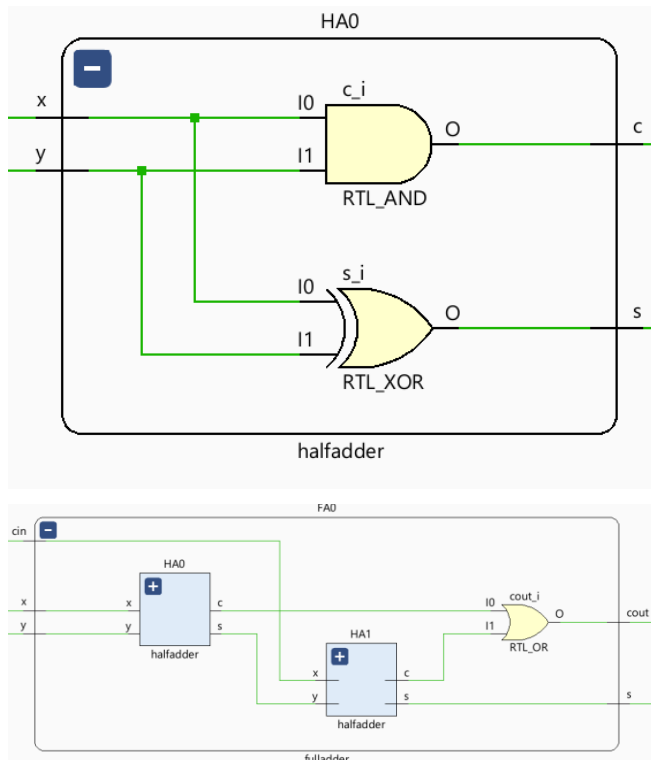 HA0
−
x
I0
c_i
O
c
y
I1
RTL_AND
s_i
I0
O
s
I1
RTL_XOR
halfadder
FA0
cin
−
HA0
+
x
x
c
y
y
s
halfadder
HA1
+
x
c
y
s
halfadder
cout_i
I0
O
cout
I1
RTL_OR
s
fulladder